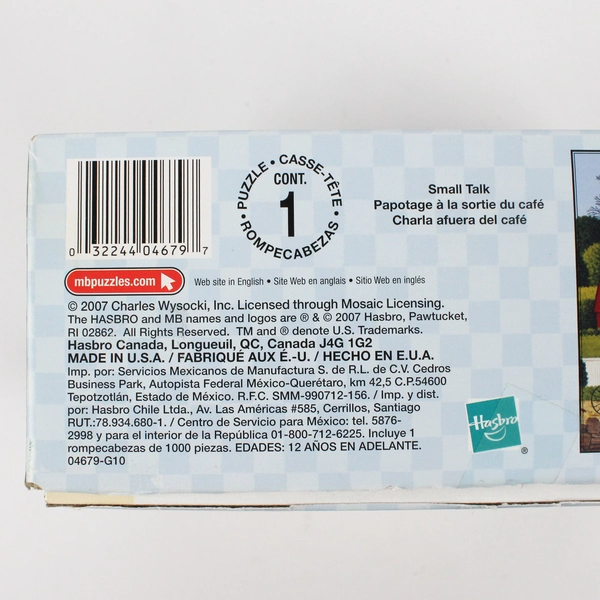 0 32244 04679 7
PUZZLE • CASSE-TÊTE • ROMPECABEZAS •
CONT.
1
Small Talk
Papotage à la sortie du café
Charla afuera del café
mbpuzzles.com
Web site in English • Site Web en anglais • Sitio Web en inglés
© 2007 Charles Wysocki, Inc. Licensed through Mosaic Licensing.
The HASBRO and MB names and logos are ® & © 2007 Hasbro, Pawtucket,
RI 02862. All Rights Reserved. TM and ® denote U.S. Trademarks.
Hasbro Canada, Longueuil, QC, Canada J4G 1G2
MADE IN U.S.A. / FABRIQUÉ AUX É.-U. / HECHO EN E.U.A.
Imp. por: Servicios Mexicanos de Manufactura S. de R.L. de C.V. Cedros
Business Park, Autopista Federal México-Querétaro, km 42,5 C.P.54600
Tepotzotlán, Estado de México. R.F.C. SMM-990712-156. / Imp. y dist.
por: Hasbro Chile Ltda., Av. Las Américas #585, Cerrillos, Santiago
RUT.:78.934.680-1. / Centro de Servicio para México: tel. 5876-
2998 y para el interior de la República 01-800-712-6225. Incluye 1
rompecabezas de 1000 piezas. EDADES: 12 AÑOS EN ADELANTE.
04679-G10
Hasbro
®